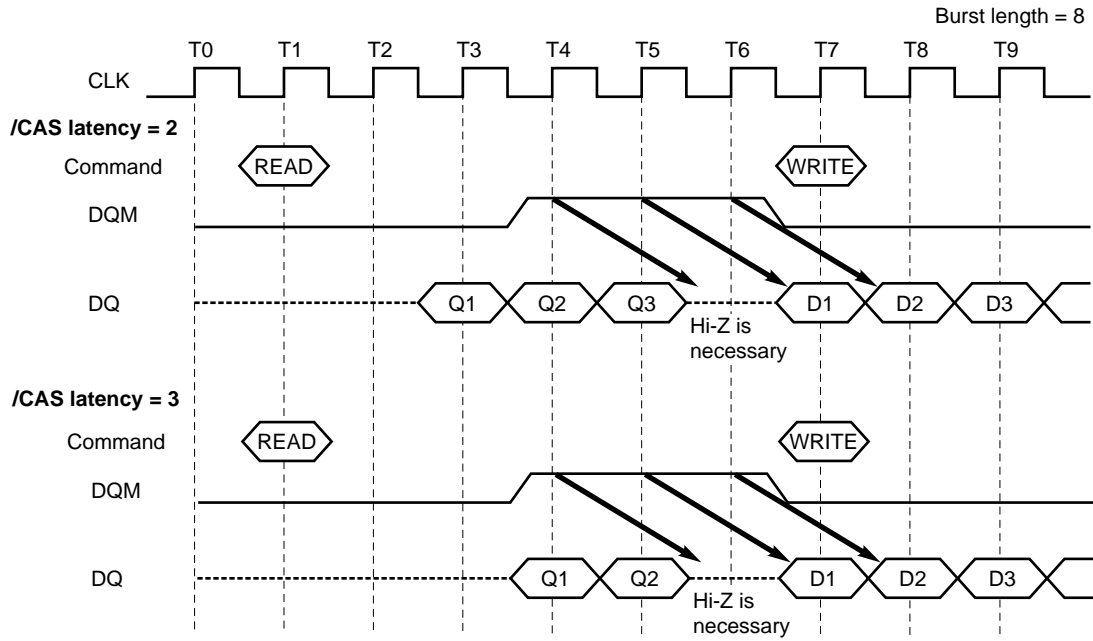 Burst length = 8
T0 T1 T2 T3 T4 T5 T6 T7 T8 T9
CLK
/CAS latency = 2
Command READ WRITE
DQM
DQ Q1 Q2 Q3 D1 D2 D3
Hi-Z is
necessary
/CAS latency = 3
Command READ WRITE
DQM
DQ Q1 Q2 D1 D2 D3
Hi-Z is
necessary